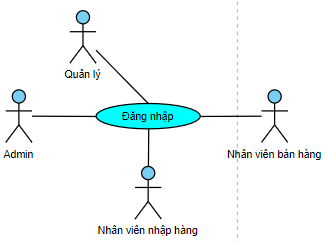 Quản lý
Đăng nhập
Admin
Nhân viên bán hàng
Nhân viên nhập hàng